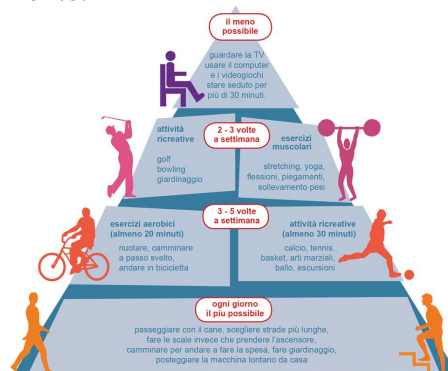 il meno
possibile
guardare la TV
usare il computer
e i videogiochi
stare seduto per
più di 30 minuti.
attività
ricreative
golf
bowling
giardinaggio
2 - 3 volte
a settimana
esercizi
muscolari
stretching, yoga,
flessioni, piegamenti,
sollevamento pesi
esercizi aerobici
(almeno 20 minuti)
nuotare, camminare
a passo svelto,
andare in bicicletta
3 - 5 volte
a settimana
attività ricreative
(almeno 30 minuti)
calcio, tennis,
basket, arti marziali,
ballo, escursioni
ogni giorno
il piu possibile
passeggiare con il cane, scegliere strade più lunghe,
fare le scale invece che prendere l'ascensore,
camminare per andare a fare la spesa, fare giardinaggio,
posteggiare la macchina lontano da casa